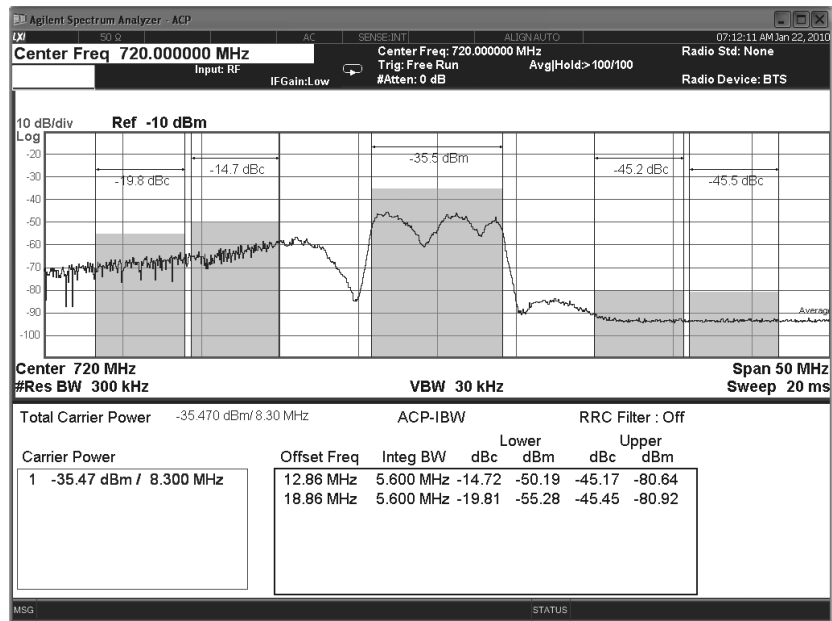 Agilent Spectrum Analyzer - ACP
LXI 50 Ω AC SENSE:INT ALIGN AUTO 07:12:11 AM Jan 22, 2010
Center Freq 720.000000 MHz Center Freq: 720.000000 MHz Radio Std: None
Input: RF Trig: Free Run Avg|Hold:>100/100
IFGain:Low #Atten: 0 dB Radio Device: BTS
10 dB/div Ref -10 dBm
Log
-20
-30
-40
-50
-60
-70
-80
-90
-100
-19.8 dBc -14.7 dBc -35.5 dBm -45.2 dBc -45.5 dBc
Averag
Center 720 MHz Span 50 MHz
#Res BW 300 kHz VBW 30 kHz Sweep 20 ms
Total Carrier Power -35.470 dBm/ 8.30 MHz ACP-IBW RRC Filter : Off
Lower Upper
Carrier Power Offset Freq Integ BW dBc dBm dBc dBm
1 -35.47 dBm / 8.300 MHz 12.86 MHz 5.600 MHz -14.72 -50.19 -45.17 -80.64
18.86 MHz 5.600 MHz -19.81 -55.28 -45.45 -80.92
MSG STATUS